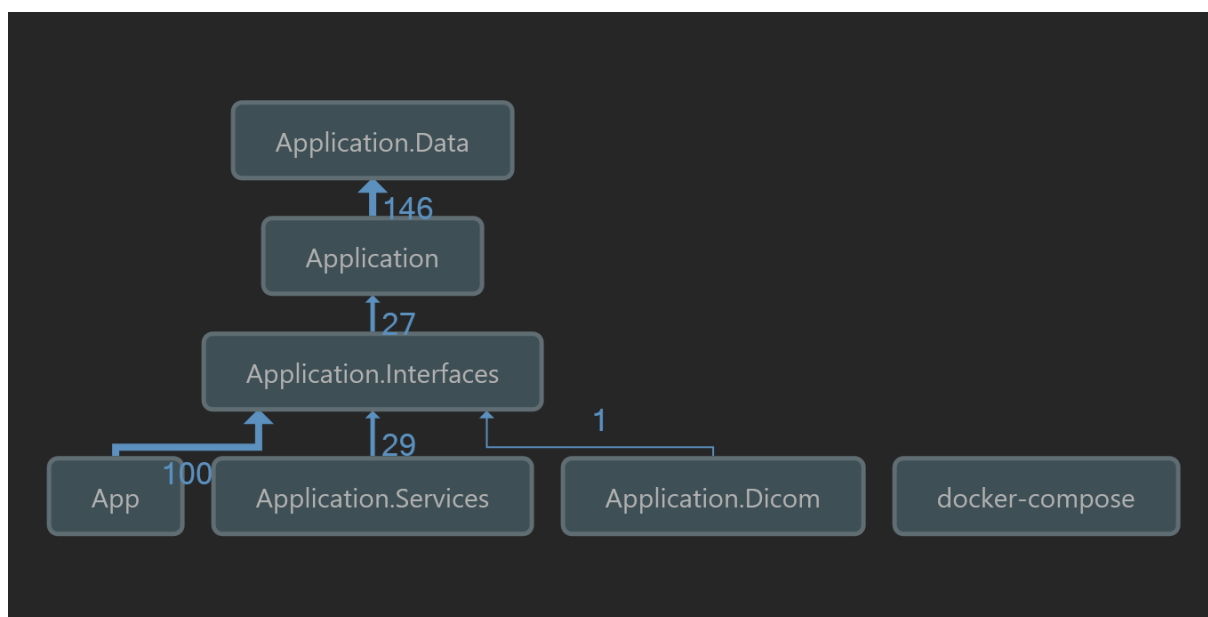 Application.Data
146
Application
27
Application.Interfaces
1
29
100
App
Application.Services
Application.Dicom
docker-compose